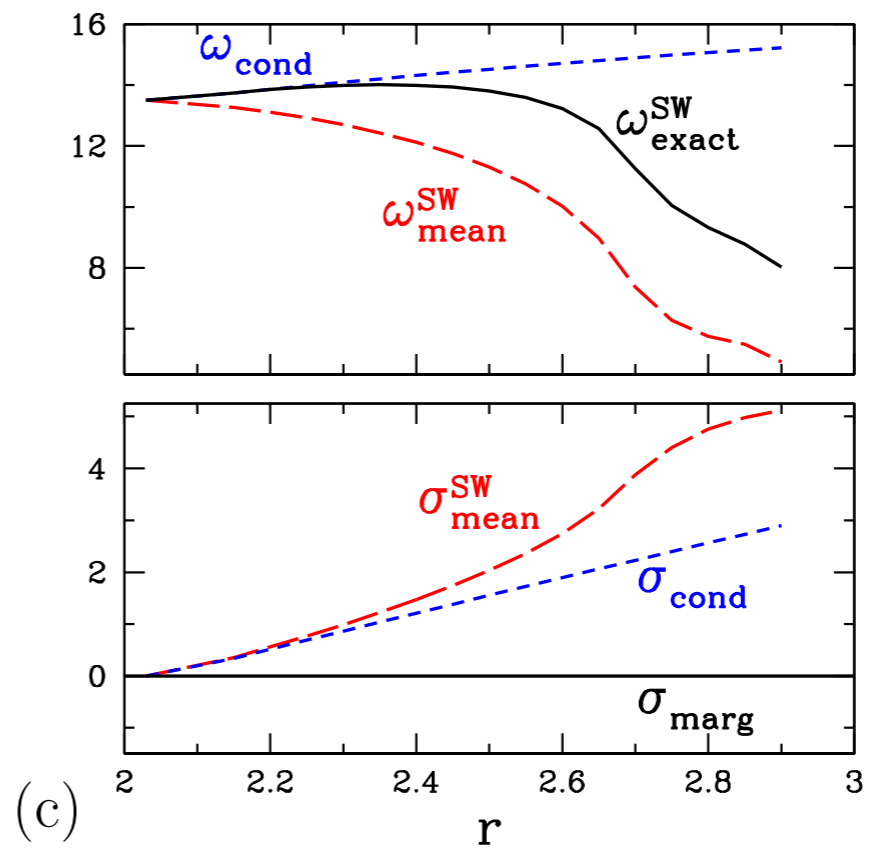 16
ω_cond
ω^SW_exact
12
ω^SW_mean
8
4
σ^SW_mean
2
σ_cond
0
σ_marg
2 2.2 2.4 2.6 2.8 3
(c)
r